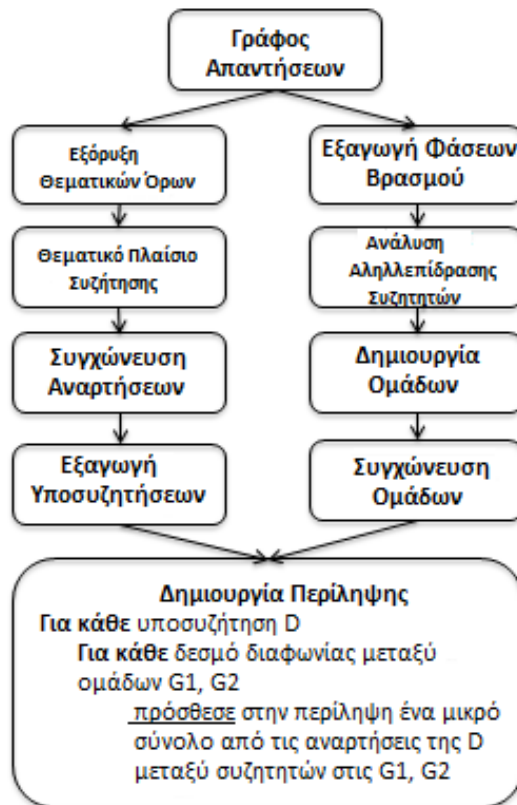 Γράφος
Απαντήσεων
Εξόρυξη
Θεματικών Όρων
Θεματικό Πλαίσιο
Συζήτησης
Συγχώνευση
Αναρτήσεων
Εξαγωγή
Υποσυζητήσεων
Εξαγωγή Φάσεων
Βρασμού
Ανάλυση
Αληλλεπίδρασης
Συζητητών
Δημιουργία
Ομάδων
Συγχώνευση
Ομάδων
Δημιουργία Περίληψης
Για κάθε υποσυζήτηση D
Για κάθε δεσμό διαφωνίας μεταξύ
ομάδων G1, G2
πρόσθεσε στην περίληψη ένα μικρό
σύνολο από τις αναρτήσεις της D
μεταξύ συζητητών στις G1, G2